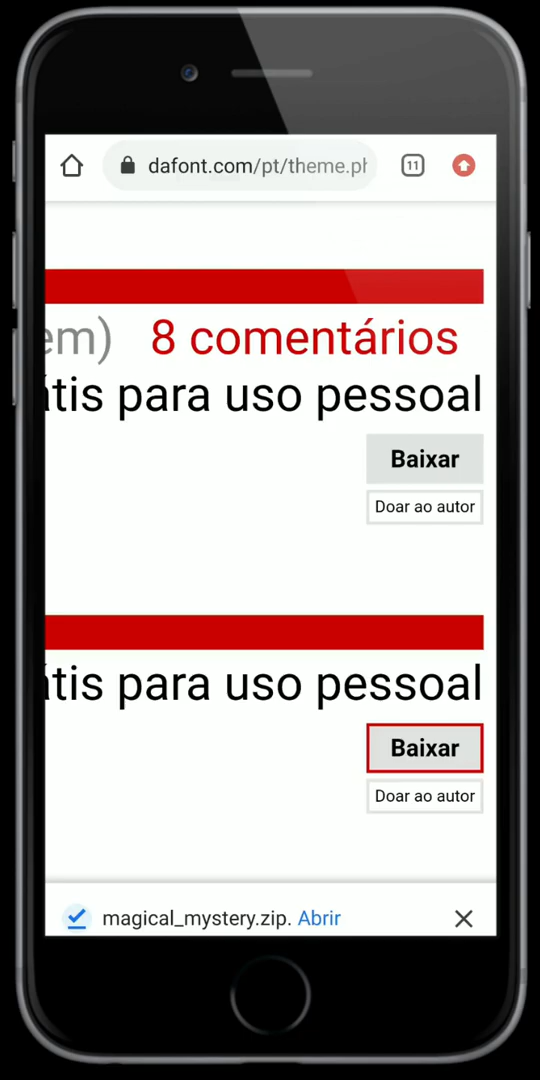 dafont.com/pt/theme.ph
11
em) 8 comentários
átis para uso pessoal
Baixar
Doar ao autor
átis para uso pessoal
Baixar
Doar ao autor
magical_mystery.zip. Abrir